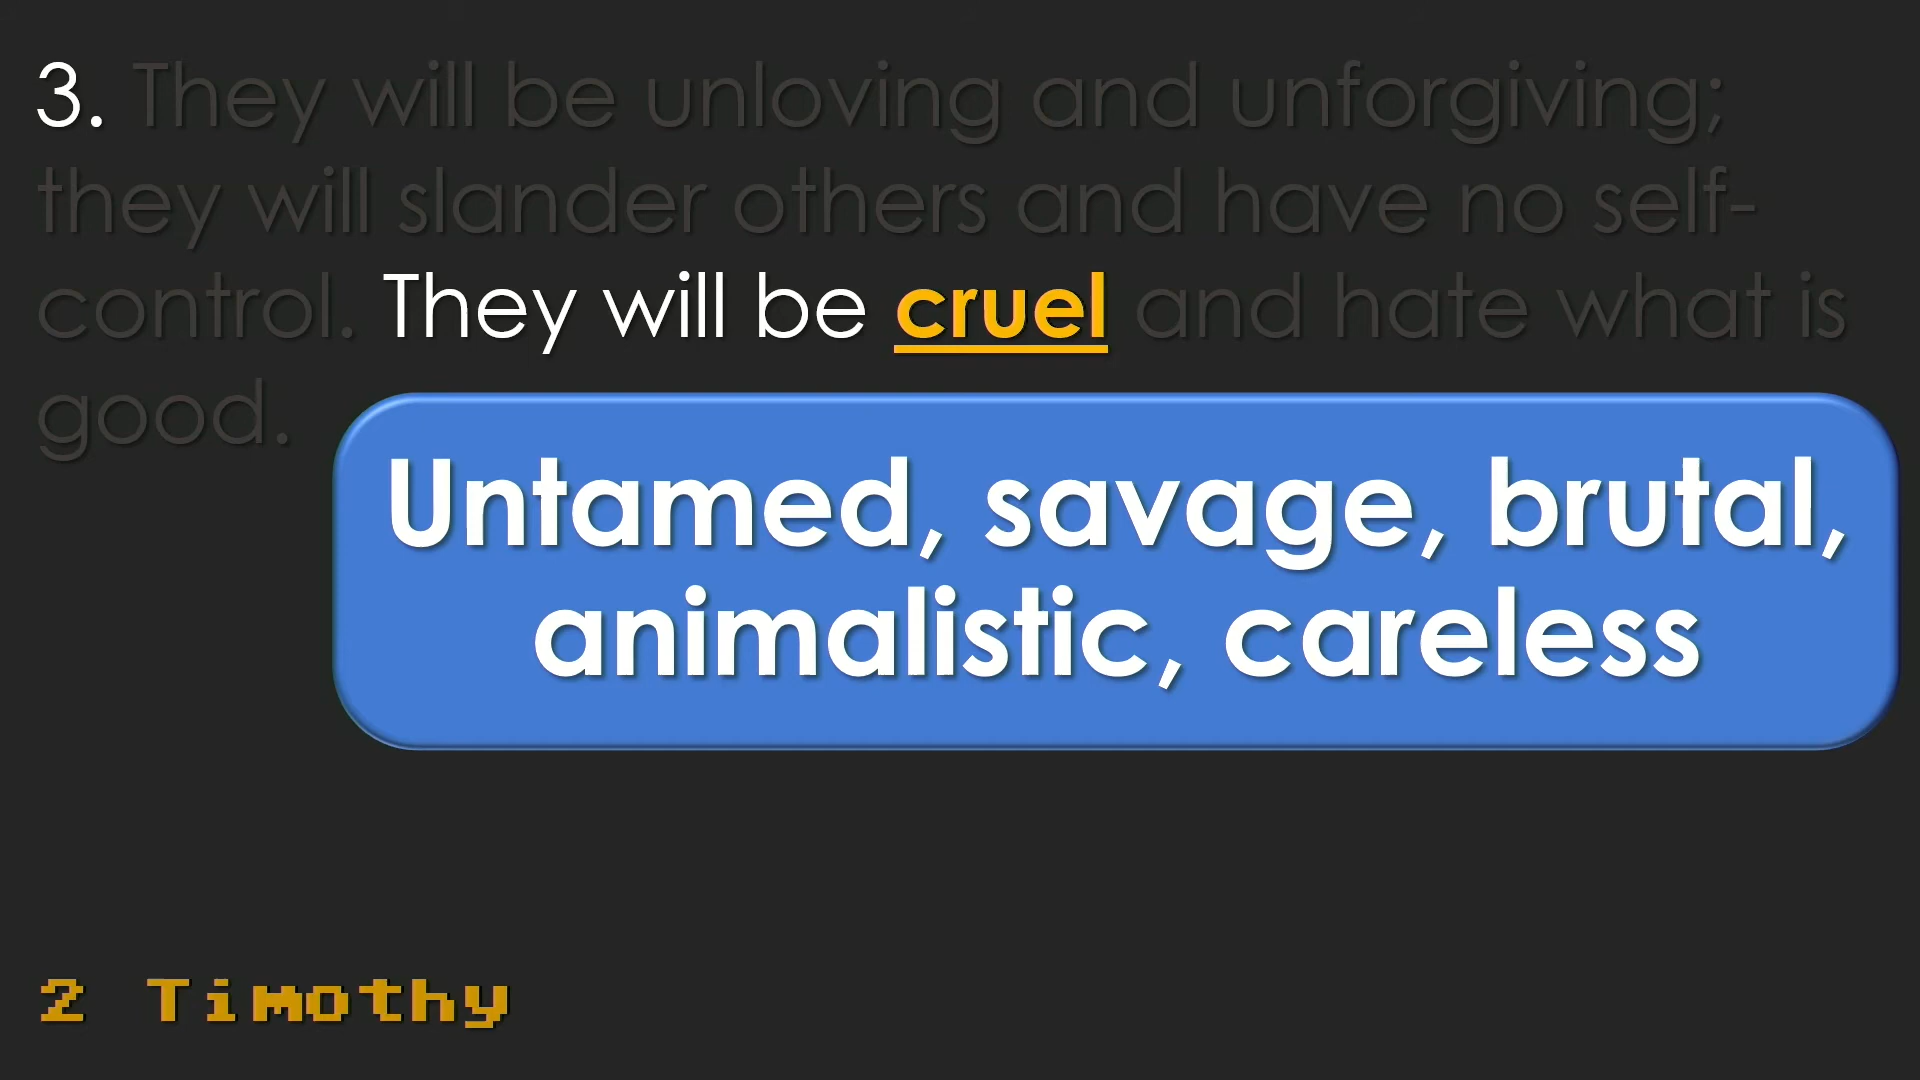 3. They will be unloving and unforgiving;
they will slander others and have no self-
control. They will be cruel and hate what is
good.
Untamed, savage, brutal,
animalistic, careless
2 Timothy